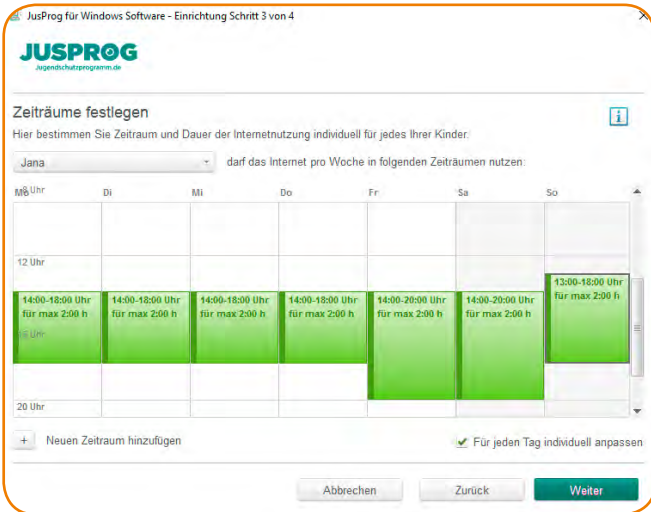 JusProg für Windows Software - Einrichtung Schritt 3 von 4
JUSPROG
Jugendschutzprogramm.de
Zeiträume festlegen
Hier bestimmen Sie Zeitraum und Dauer der Internetnutzung individuell für jedes Ihrer Kinder.
Jana darf das Internet pro Woche in folgenden Zeiträumen nutzen:
Mo Di Mi Do Fr Sa So
12 Uhr
13:00-18:00 Uhr
für max 2:00 h
14:00-18:00 Uhr 14:00-18:00 Uhr 14:00-18:00 Uhr 14:00-18:00 Uhr 14:00-20:00 Uhr 14:00-20:00 Uhr
für max 2:00 h für max 2:00 h für max 2:00 h für max 2:00 h für max 2:00 h für max 2:00 h
16 Uhr
20 Uhr
+ Neuen Zeitraum hinzufügen Für jeden Tag individuell anpassen
Abbrechen Zurück Weiter